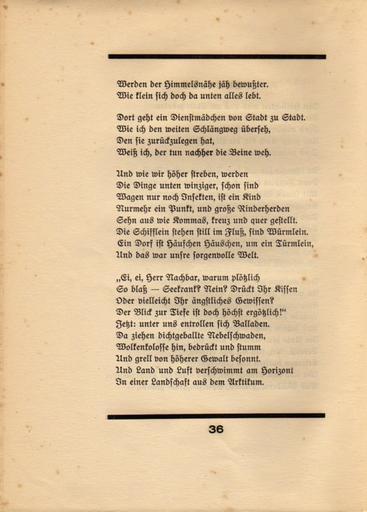 Werden der Himmelsnähe jäh bewußter.
Wie klein sich doch da unten alles lebt.
Dort geht ein Dienstmädchen von Stadt zu Stadt.
Wie ich den weiten Schlängweg überseh,
Den sie zurückzulegen hat,
Weiß ich, der tun nachher die Beine weh.
Und wie wir höher streben, werden
Die Dinge unten winziger, schon sind
Wagen nur noch Insekten, ist ein Kind
Nurmehr ein Punkt, und große Rinderherden
Sehn aus wie Kommas, kreuz und quer gestellt.
Die Schifflein stehen still im Fluß, sind Würmlein.
Ein Dorf ist Häufchen Häuschen, um ein Türmlein,
Und das war unsre sorgenvolle Welt.
„Ei, ei, Herr Nachbar, warum plötzlich
So blaß — Seekrank? Nein? Drückt Ihr Kissen
Oder vielleicht Ihr ängstliches Gewissen?
Der Blick zur Tiefe ist doch höchst ergötzlich!“
Jetzt: unter uns entrollen sich Balladen.
Da ziehen dichtgeballte Nebelschwaden,
Wolkenkolosse hin, bedrückt und stumm
Und grell von höherer Gewalt besonnt.
Und Land und Luft verschwimmt am Horizont
In einer Landschaft aus dem Arktikum.
36